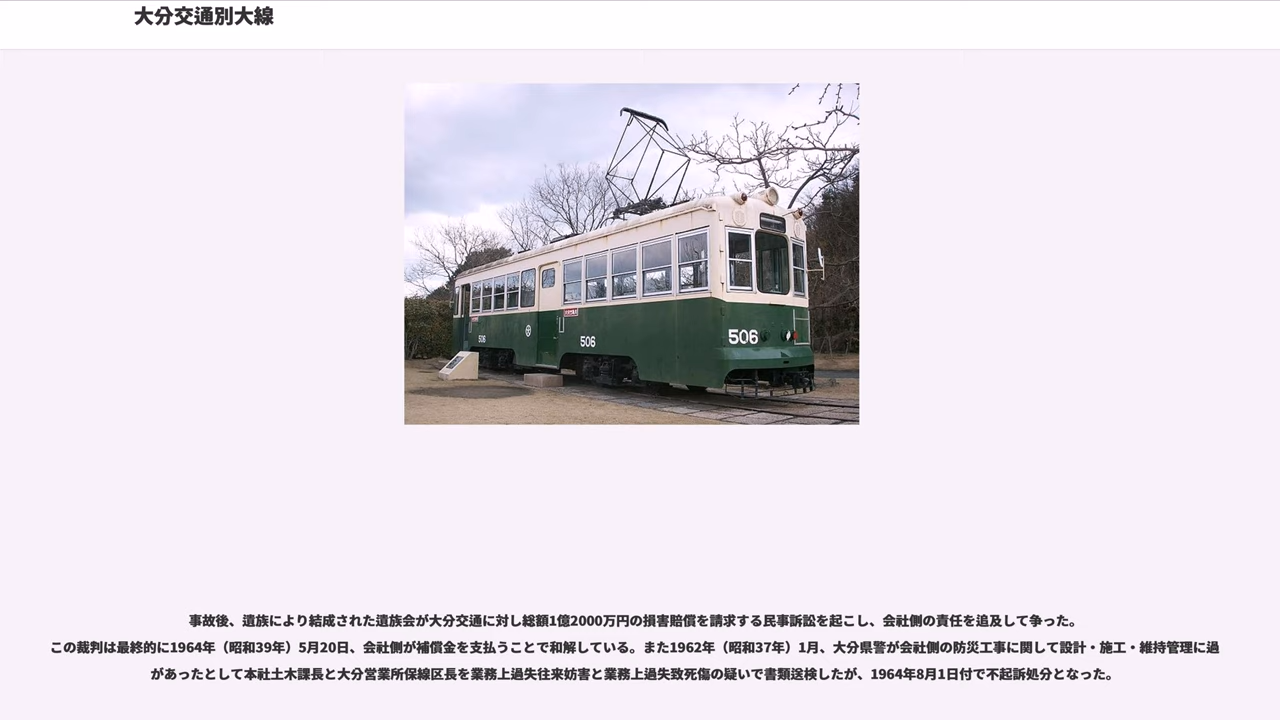 大分交通別大線
506
506
506
事故後、遺族により結成された遺族会が大分交通に対し総額1億2000万円の損害賠償を請求する民事訴訟を起こし、会社側の責任を追及して争った。
この裁判は最終的に1964年（昭和39年）5月20日、会社側が補償金を支払うことで和解している。また1962年（昭和37年）1月、大分県警が会社側の防災工事に関して設計・施工・維持管理に過
があったとして本社土木課長と大分営業所保線区長を業務上過失往来妨害と業務上過失致死傷の疑いで書類送検したが、1964年8月1日付で不起訴処分となった。